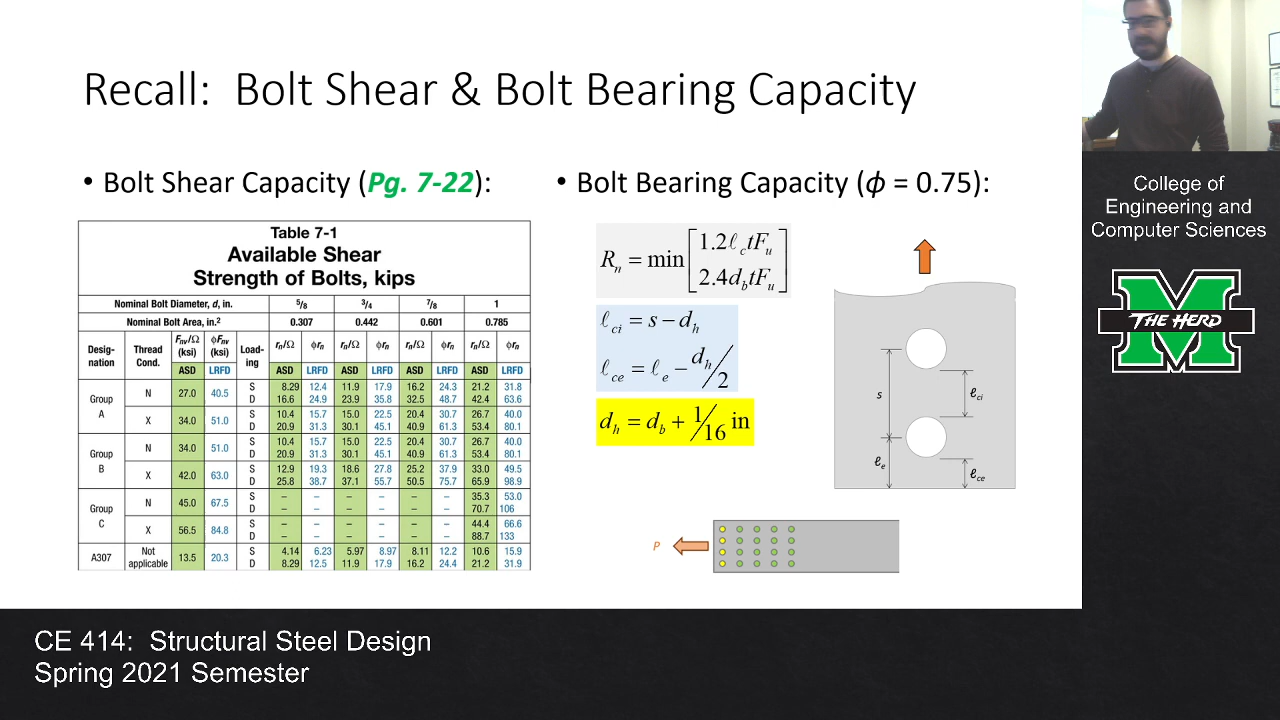 Recall:  Bolt Shear & Bolt Bearing Capacity
• Bolt Shear Capacity (Pg. 7-22):
Table 7-1
Available Shear
Strength of Bolts, kips
Nominal Bolt Diameter, d, in. 5/8 3/4 7/8 1
Nominal Bolt Area, in.² 0.307 0.442 0.601 0.785
Desig-nation Thread Cond. Fnv/Ω (ksi) ϕFnv (ksi) Load-ing rn/Ω ϕrn rn/Ω ϕrn rn/Ω ϕrn rn/Ω ϕrn
ASD LRFD ASD LRFD ASD LRFD ASD LRFD ASD LRFD
Group A N 27.0 40.5 S 8.29 12.4 11.9 17.9 16.2 24.3 21.2 31.8
D 16.6 24.9 23.9 35.8 32.5 48.7 42.4 63.6
X 34.0 51.0 S 10.4 15.7 15.0 22.5 20.4 30.7 26.7 40.0
D 20.9 31.3 30.1 45.1 40.9 61.3 53.4 80.1
Group B N 34.0 51.0 S 10.4 15.7 15.0 22.5 20.4 30.7 26.7 40.0
D 20.9 31.3 30.1 45.1 40.9 61.3 53.4 80.1
X 42.0 63.0 S 12.9 19.3 18.6 27.8 25.2 37.9 33.0 49.5
D 25.8 38.7 37.1 55.7 50.5 75.7 65.9 98.9
Group C N 45.0 67.5 S – – – – – – 35.3 53.0
D – – – – – – 70.7 106
X 56.5 84.8 S – – – – – – 44.4 66.6
D – – – – – – 88.7 133
A307 Not applicable 13.5 20.3 S 4.14 6.23 5.97 8.97 8.11 12.2 10.6 15.9
D 8.29 12.5 11.9 17.9 16.2 24.4 21.2 31.9
• Bolt Bearing Capacity (ϕ = 0.75):
Rn = min[1.2ℓctFu
2.4dbtFu]
ℓci = s − dh
ℓce = ℓe − dh/2
dh = db + 1/16 in
s
ℓci
ℓe
ℓce
P
College of
Engineering and
Computer Sciences
THE HERD
M
CE 414:  Structural Steel Design
Spring 2021 Semester